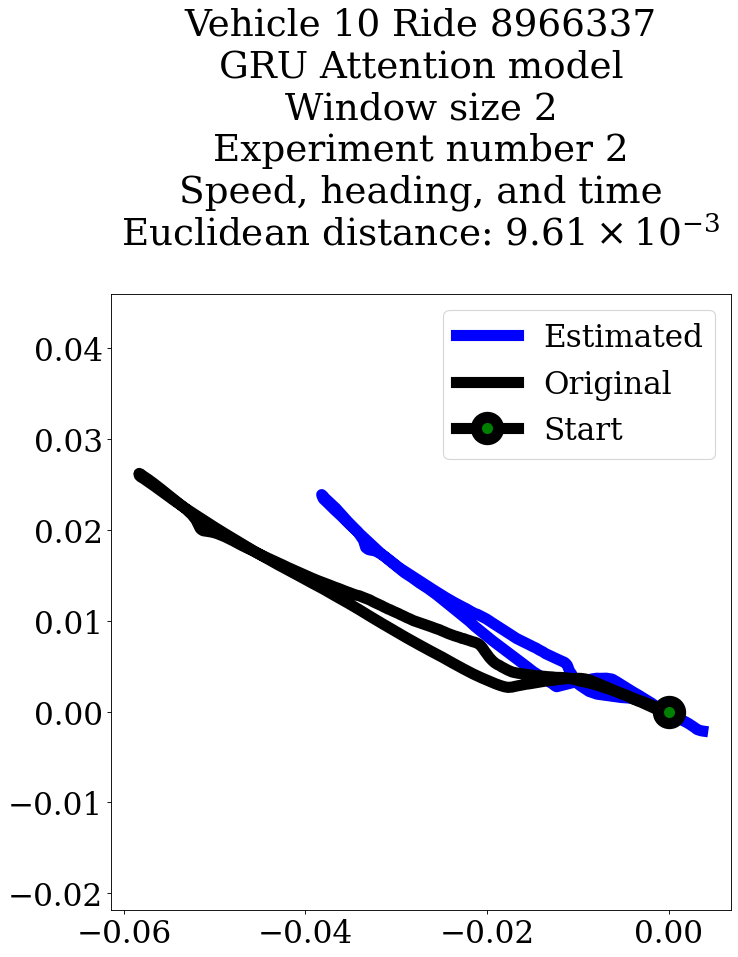 Vehicle 10 Ride 8966337
GRU Attention model
Window size 2
Experiment number 2
Speed, heading, and time
Euclidean distance: 9.61 × 10⁻³
Estimated
Original
Start
0.04
0.03
0.02
0.01
0.00
−0.01
−0.02
−0.06
−0.04
−0.02
0.00